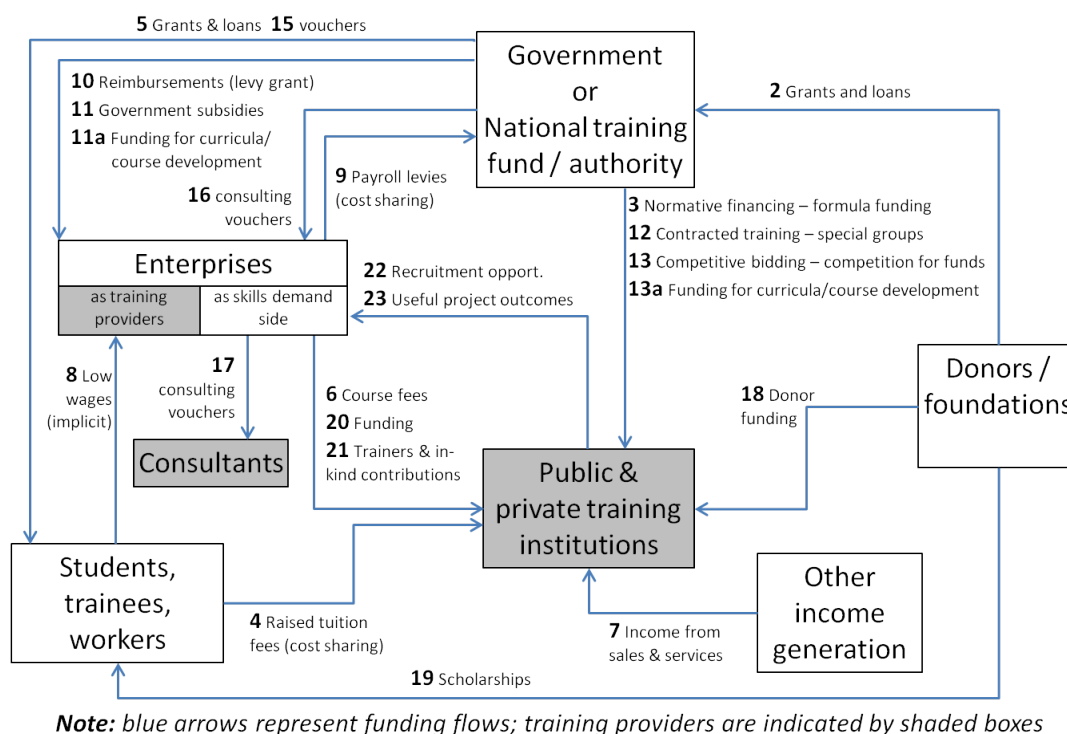 5 Grants & loans 15 vouchers
Government
or
National training
fund / authority
10 Reimbursements (levy grant)
11 Government subsidies
11a Funding for curricula/
course development
2 Grants and loans
9 Payroll levies
(cost sharing)
16 consulting
vouchers
3 Normative financing – formula funding
12 Contracted training – special groups
13 Competitive bidding – competition for funds
13a Funding for curricula/course development
Enterprises
as training
providers
as skills demand
side
22 Recruitment opport.
23 Useful project outcomes
8 Low
wages
(implicit)
17
consulting
vouchers
6 Course fees
20 Funding
21 Trainers & in-
kind contributions
18 Donor
funding
Donors /
foundations
Consultants
Public &
private training
institutions
Students,
trainees,
workers
4 Raised tuition
fees (cost sharing)
7 Income from
sales & services
Other
income
generation
19 Scholarships
Note: blue arrows represent funding flows; training providers are indicated by shaded boxes